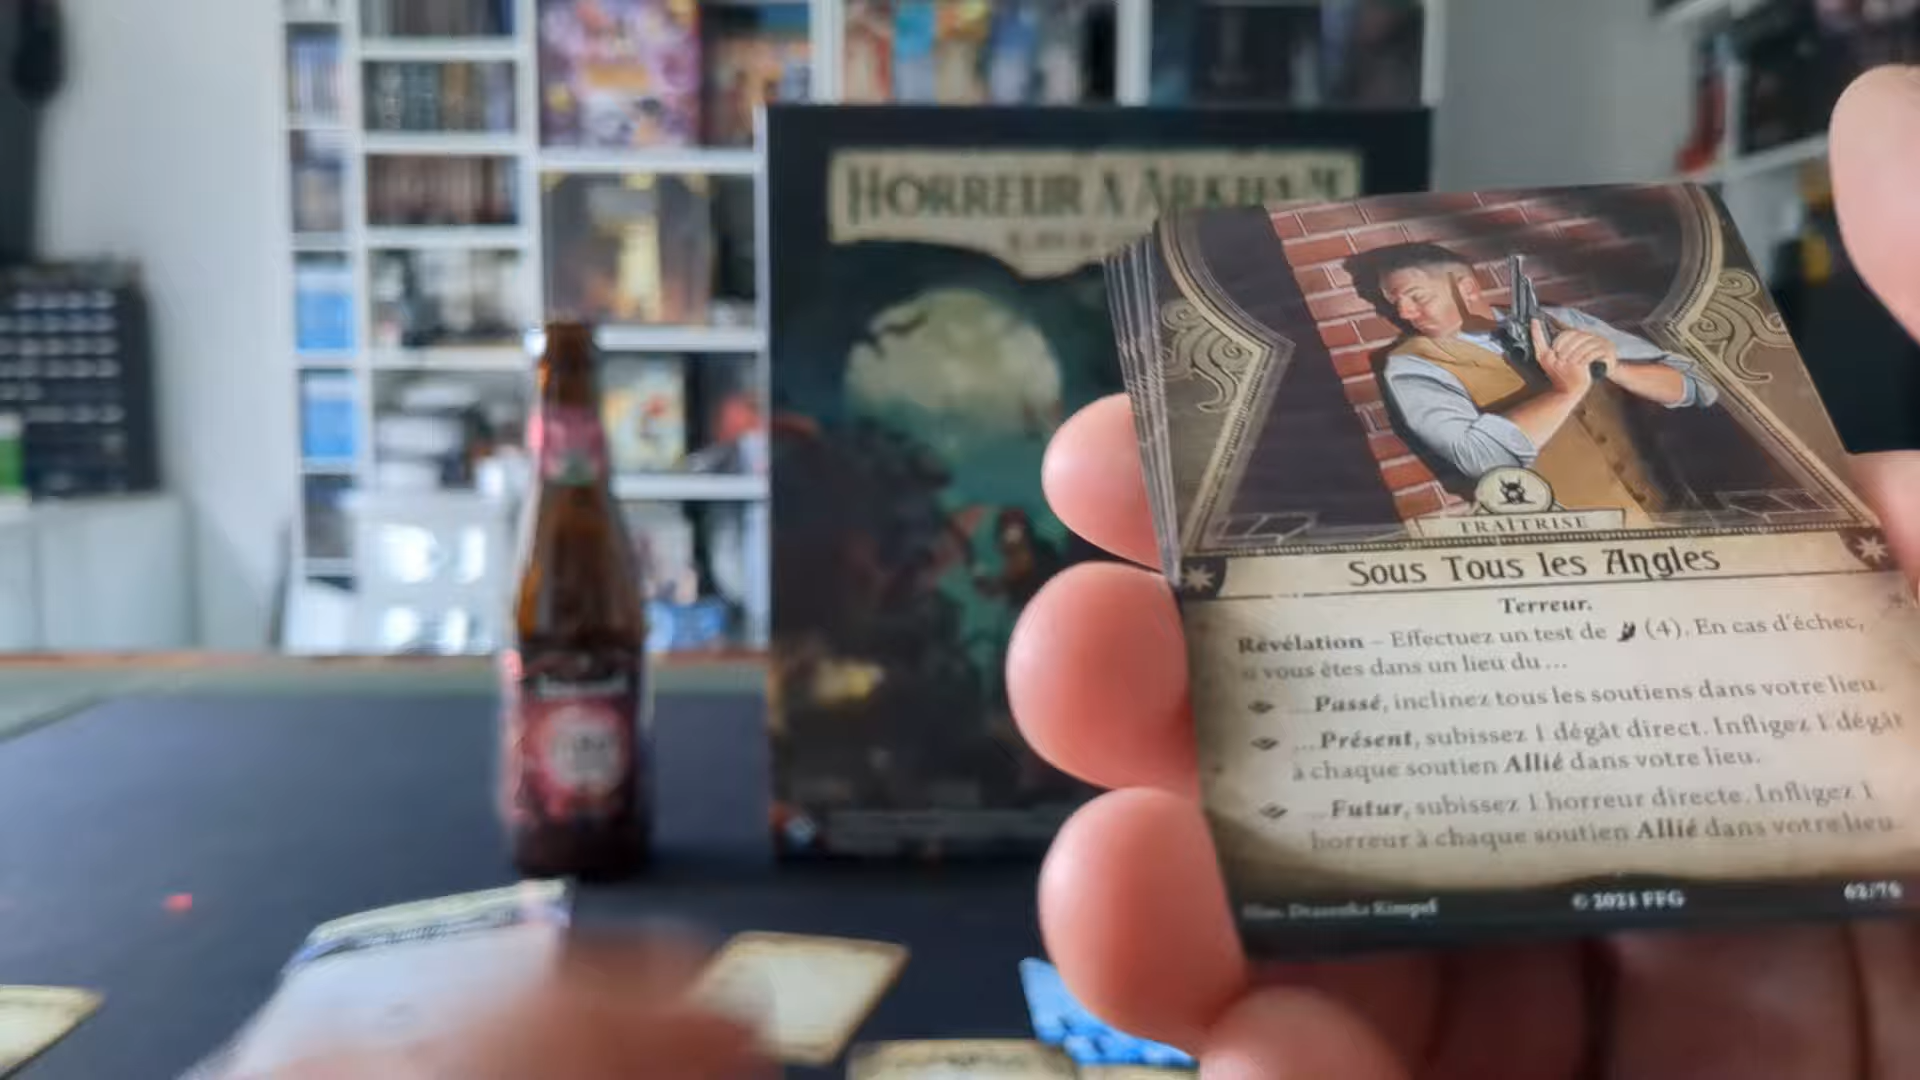 HORREUR À ARKHAM
TRAÎTRISE
Sous Tous les Angles
Terreur.
Révélation – Effectuez un test de (4). En cas d'échec,
si vous êtes dans un lieu du ...
...Passé, inclinez tous les soutiens dans votre lieu.
...Présent, subissez 1 dégât direct. Infligez 1 dégât
à chaque soutien Allié dans votre lieu.
...Futur, subissez 1 horreur directe. Infligez 1
horreur à chaque soutien Allié dans votre lieu.
© 2021 FFG